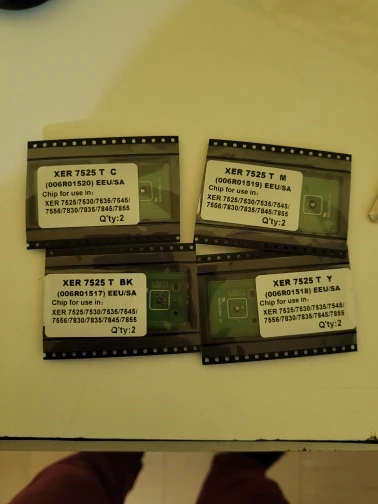 XER 7525 T C
(006R01520) EEU/SA
Chip for use in:
XER 7525/7530/7535/7545/
7556/7830/7835/7845/7855
Q'ty:2
XER 7525 T M
(006R01519) EEU/SA
Chip for use in:
XER 7525/7530/7535/7545/
7556/7830/7835/7845/7855
Q'ty:2
XER 7525 T BK
(006R01517) EEU/SA
Chip for use in:
XER 7525/7530/7535/7545/
7556/7830/7835/7845/7855
Q'ty:2
XER 7525 T Y
(006R01518) EEU/SA
Chip for use in:
XER 7525/7530/7535/7545/
7556/7830/7835/7845/7855
Q'ty:2